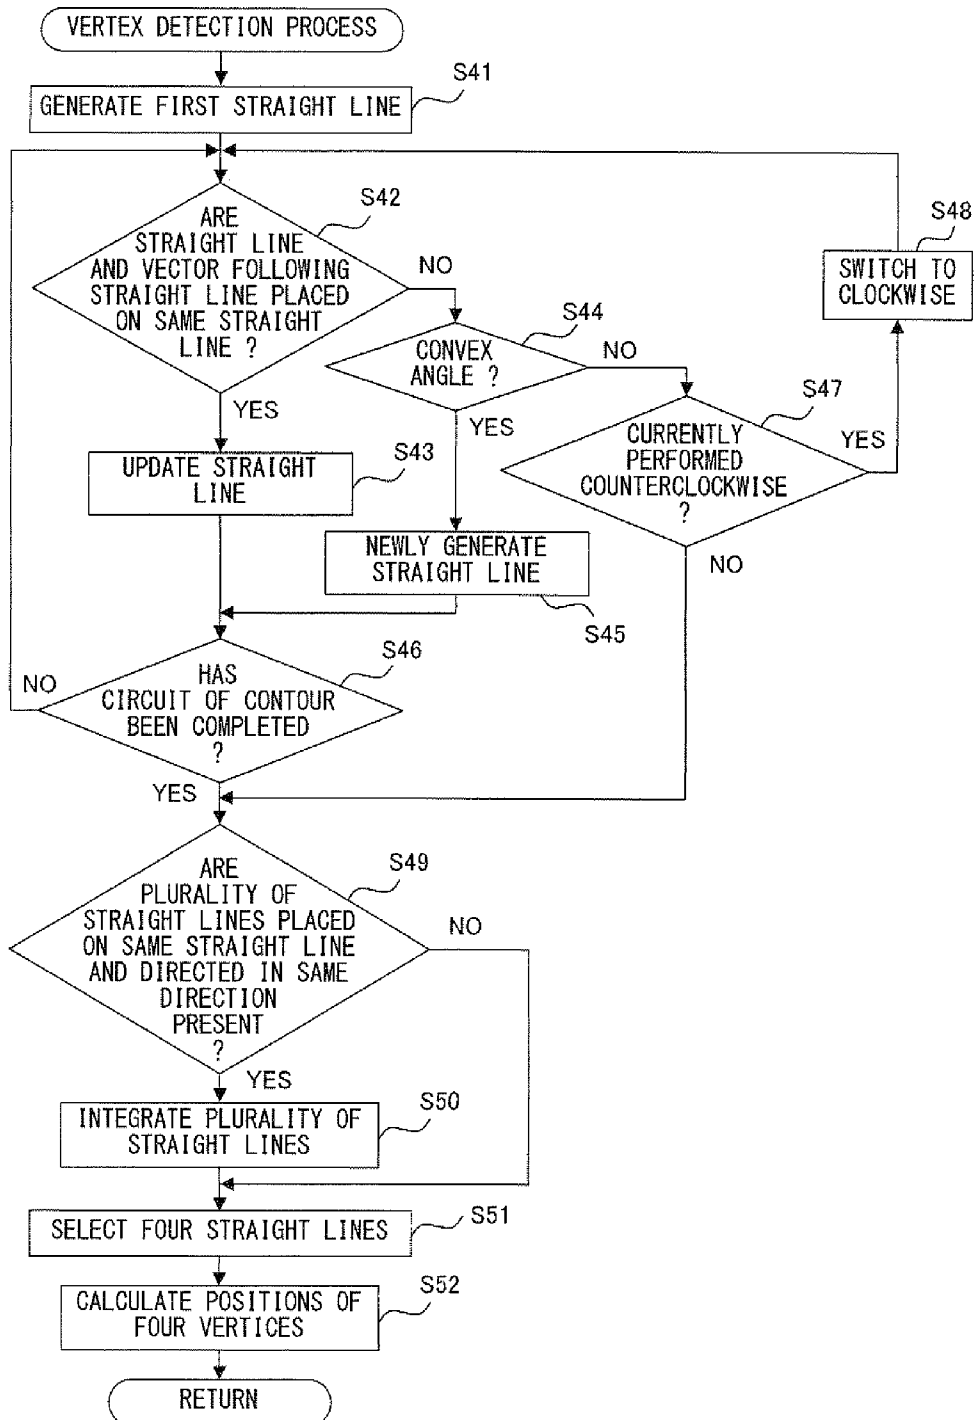 VERTEX DETECTION PROCESS
S41
GENERATE FIRST STRAIGHT LINE
S42
ARE
STRAIGHT LINE
AND VECTOR FOLLOWING
STRAIGHT LINE PLACED
ON SAME STRAIGHT
LINE ?
NO
YES
S48
SWITCH TO
CLOCKWISE
S44
CONVEX
ANGLE ?
NO
YES
S47
CURRENTLY
PERFORMED
COUNTERCLOCKWISE
?
YES
NO
S43
UPDATE STRAIGHT
LINE
NEWLY GENERATE
STRAIGHT LINE
S45
S46
HAS
CIRCUIT OF CONTOUR
BEEN COMPLETED
?
NO
YES
S49
ARE
PLURALITY OF
STRAIGHT LINES PLACED
ON SAME STRAIGHT LINE
AND DIRECTED IN SAME
DIRECTION
PRESENT
?
NO
YES
S50
INTEGRATE PLURALITY OF
STRAIGHT LINES
S51
SELECT FOUR STRAIGHT LINES
S52
CALCULATE POSITIONS OF
FOUR VERTICES
RETURN